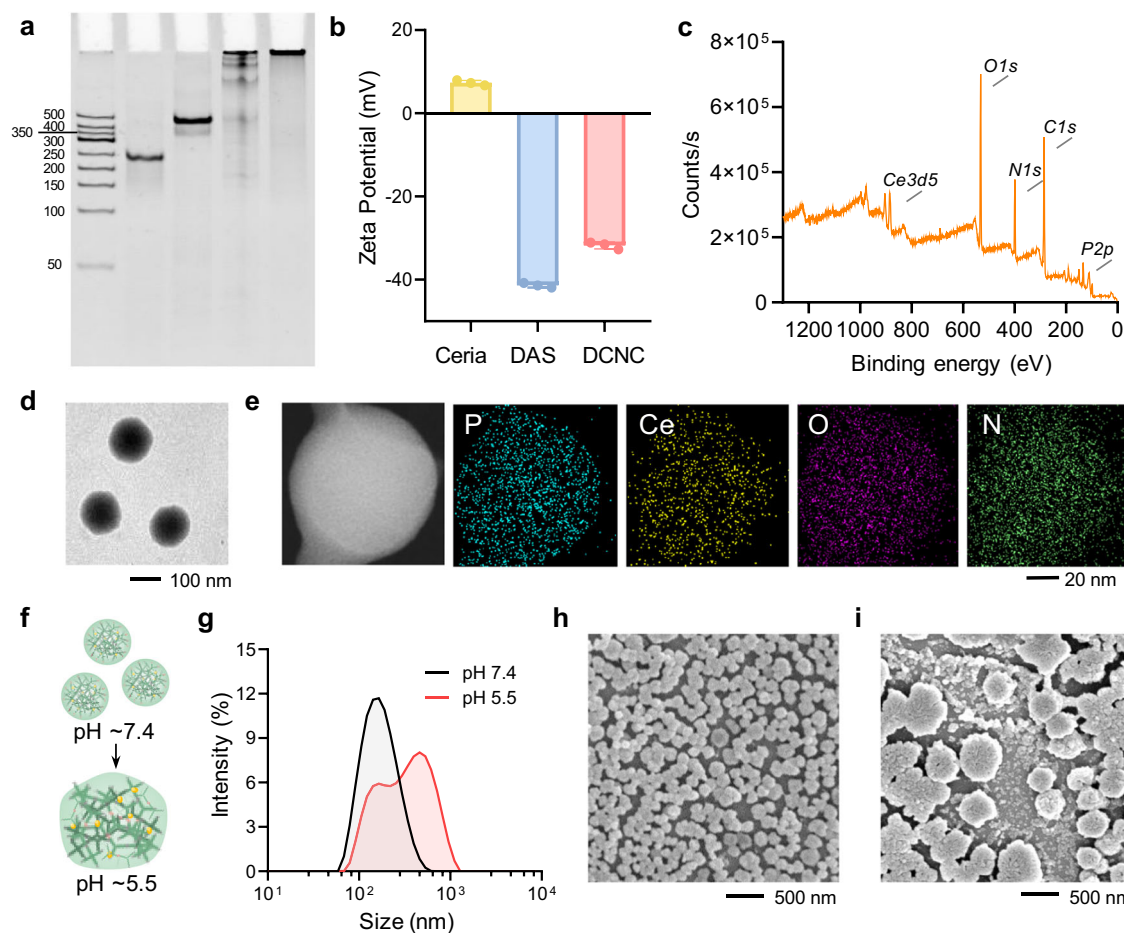 a
500
400
350
300
250
200
150
100
50
b
20
0
-20
-40
Zeta Potential (mV)
Ceria DAS DCNC
c
8×10⁵
6×10⁵
4×10⁵
2×10⁵
0
Counts/s
O1s
C1s
N1s
Ce3d5
P2p
1200 1000 800 600 400 200 0
Binding energy (eV)
d
100 nm
e
P
Ce
O
N
20 nm
f
pH ~7.4
pH ~5.5
g
15
12
9
6
3
0
Intensity (%)
pH 7.4
pH 5.5
10¹ 10² 10³ 10⁴
Size (nm)
h
500 nm
i
500 nm